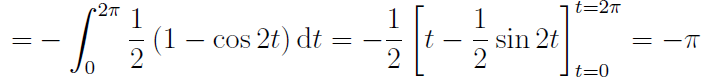 = − ∫₀^{2π} 1/2 (1 − cos 2t) dt = − 1/2 [t − 1/2 sin 2t]_{t=0}^{t=2π} = −π